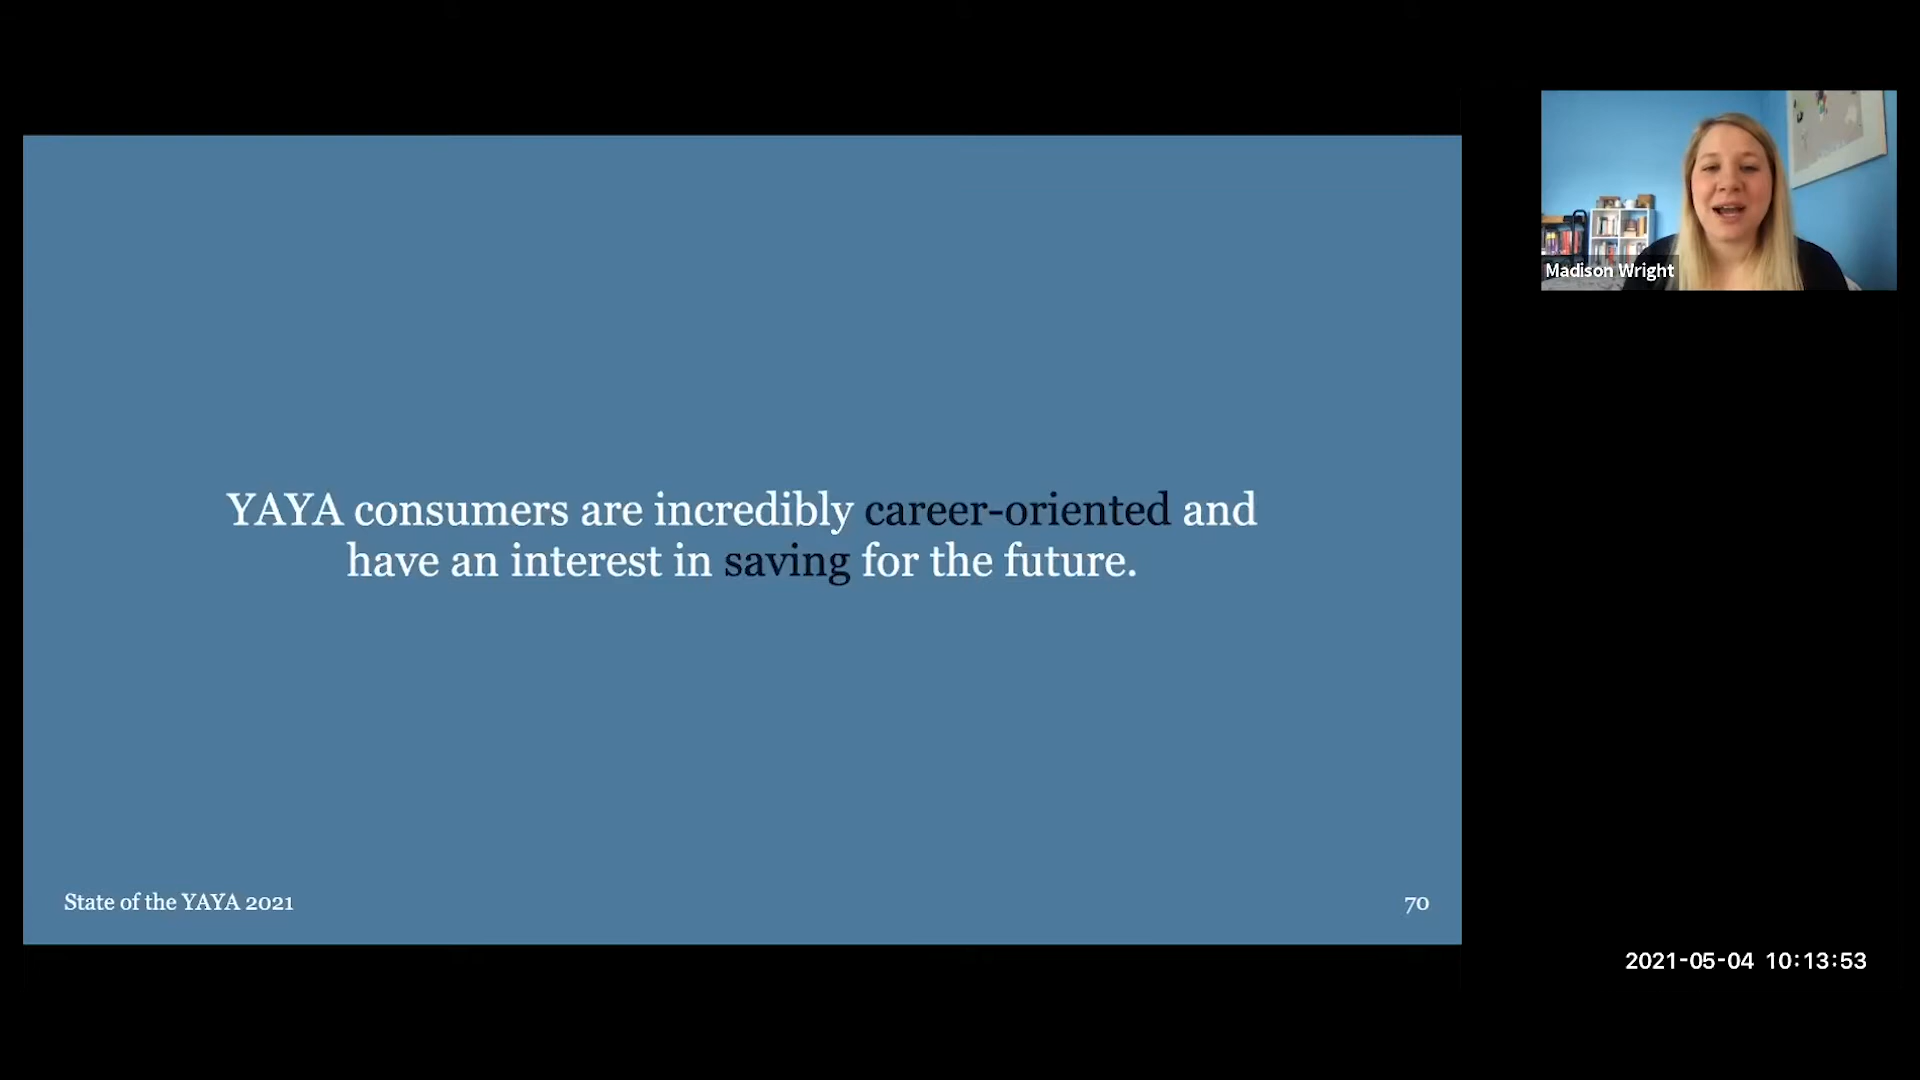 YAYA consumers are incredibly career-oriented and
have an interest in saving for the future.
State of the YAYA 2021
70
Madison Wright
2021-05-04 10:13:53